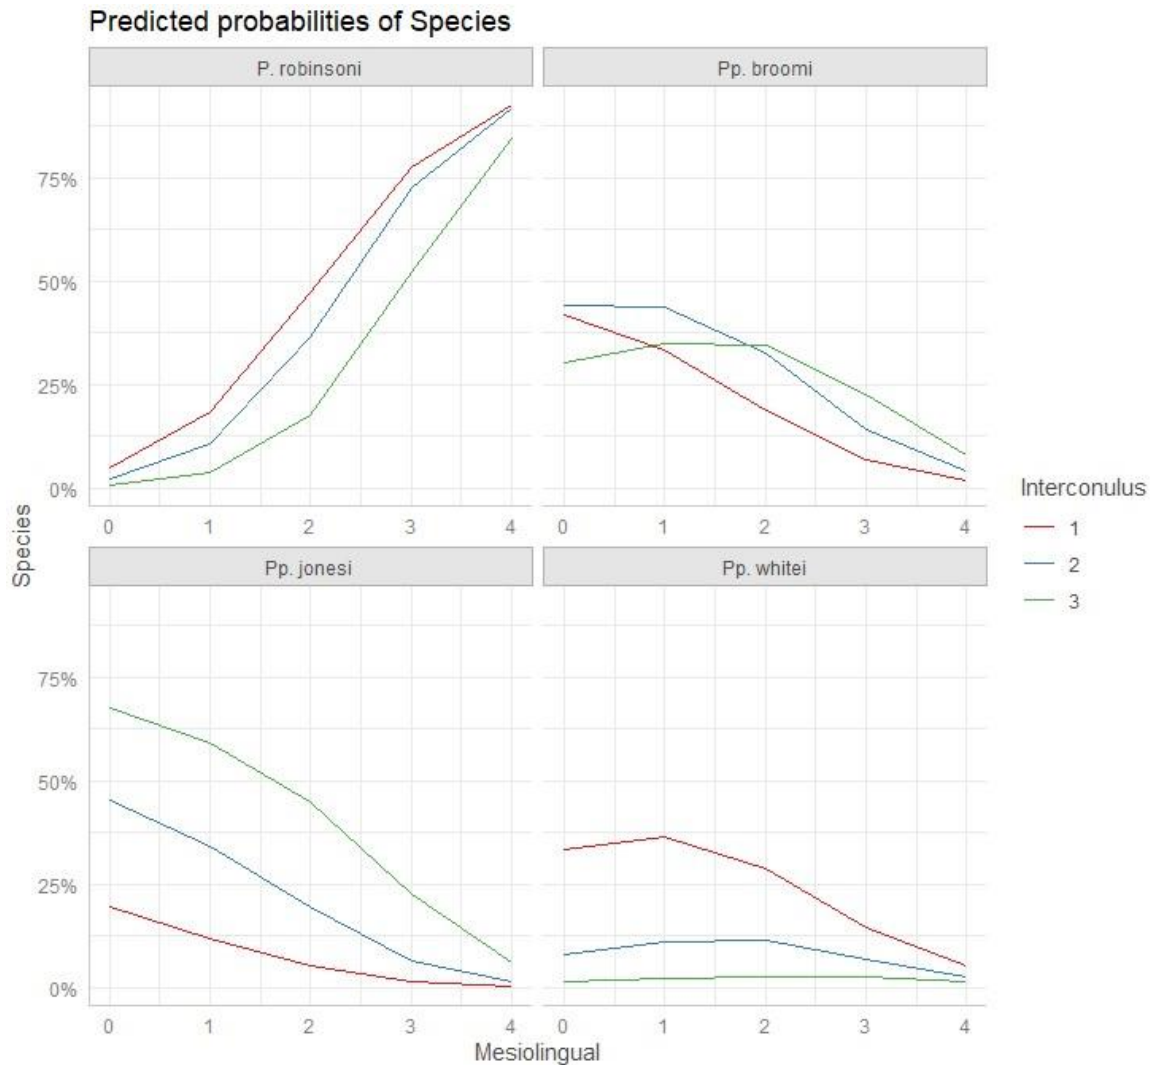 Predicted probabilities of Species
P. robinsoni
Pp. broomi
75%
50%
25%
0%
0 1 2 3 4
0 1 2 3 4
Pp. jonesi
Pp. whitei
75%
50%
25%
0%
0 1 2 3 4
0 1 2 3 4
Species
Mesiolingual
Interconulus
1
2
3